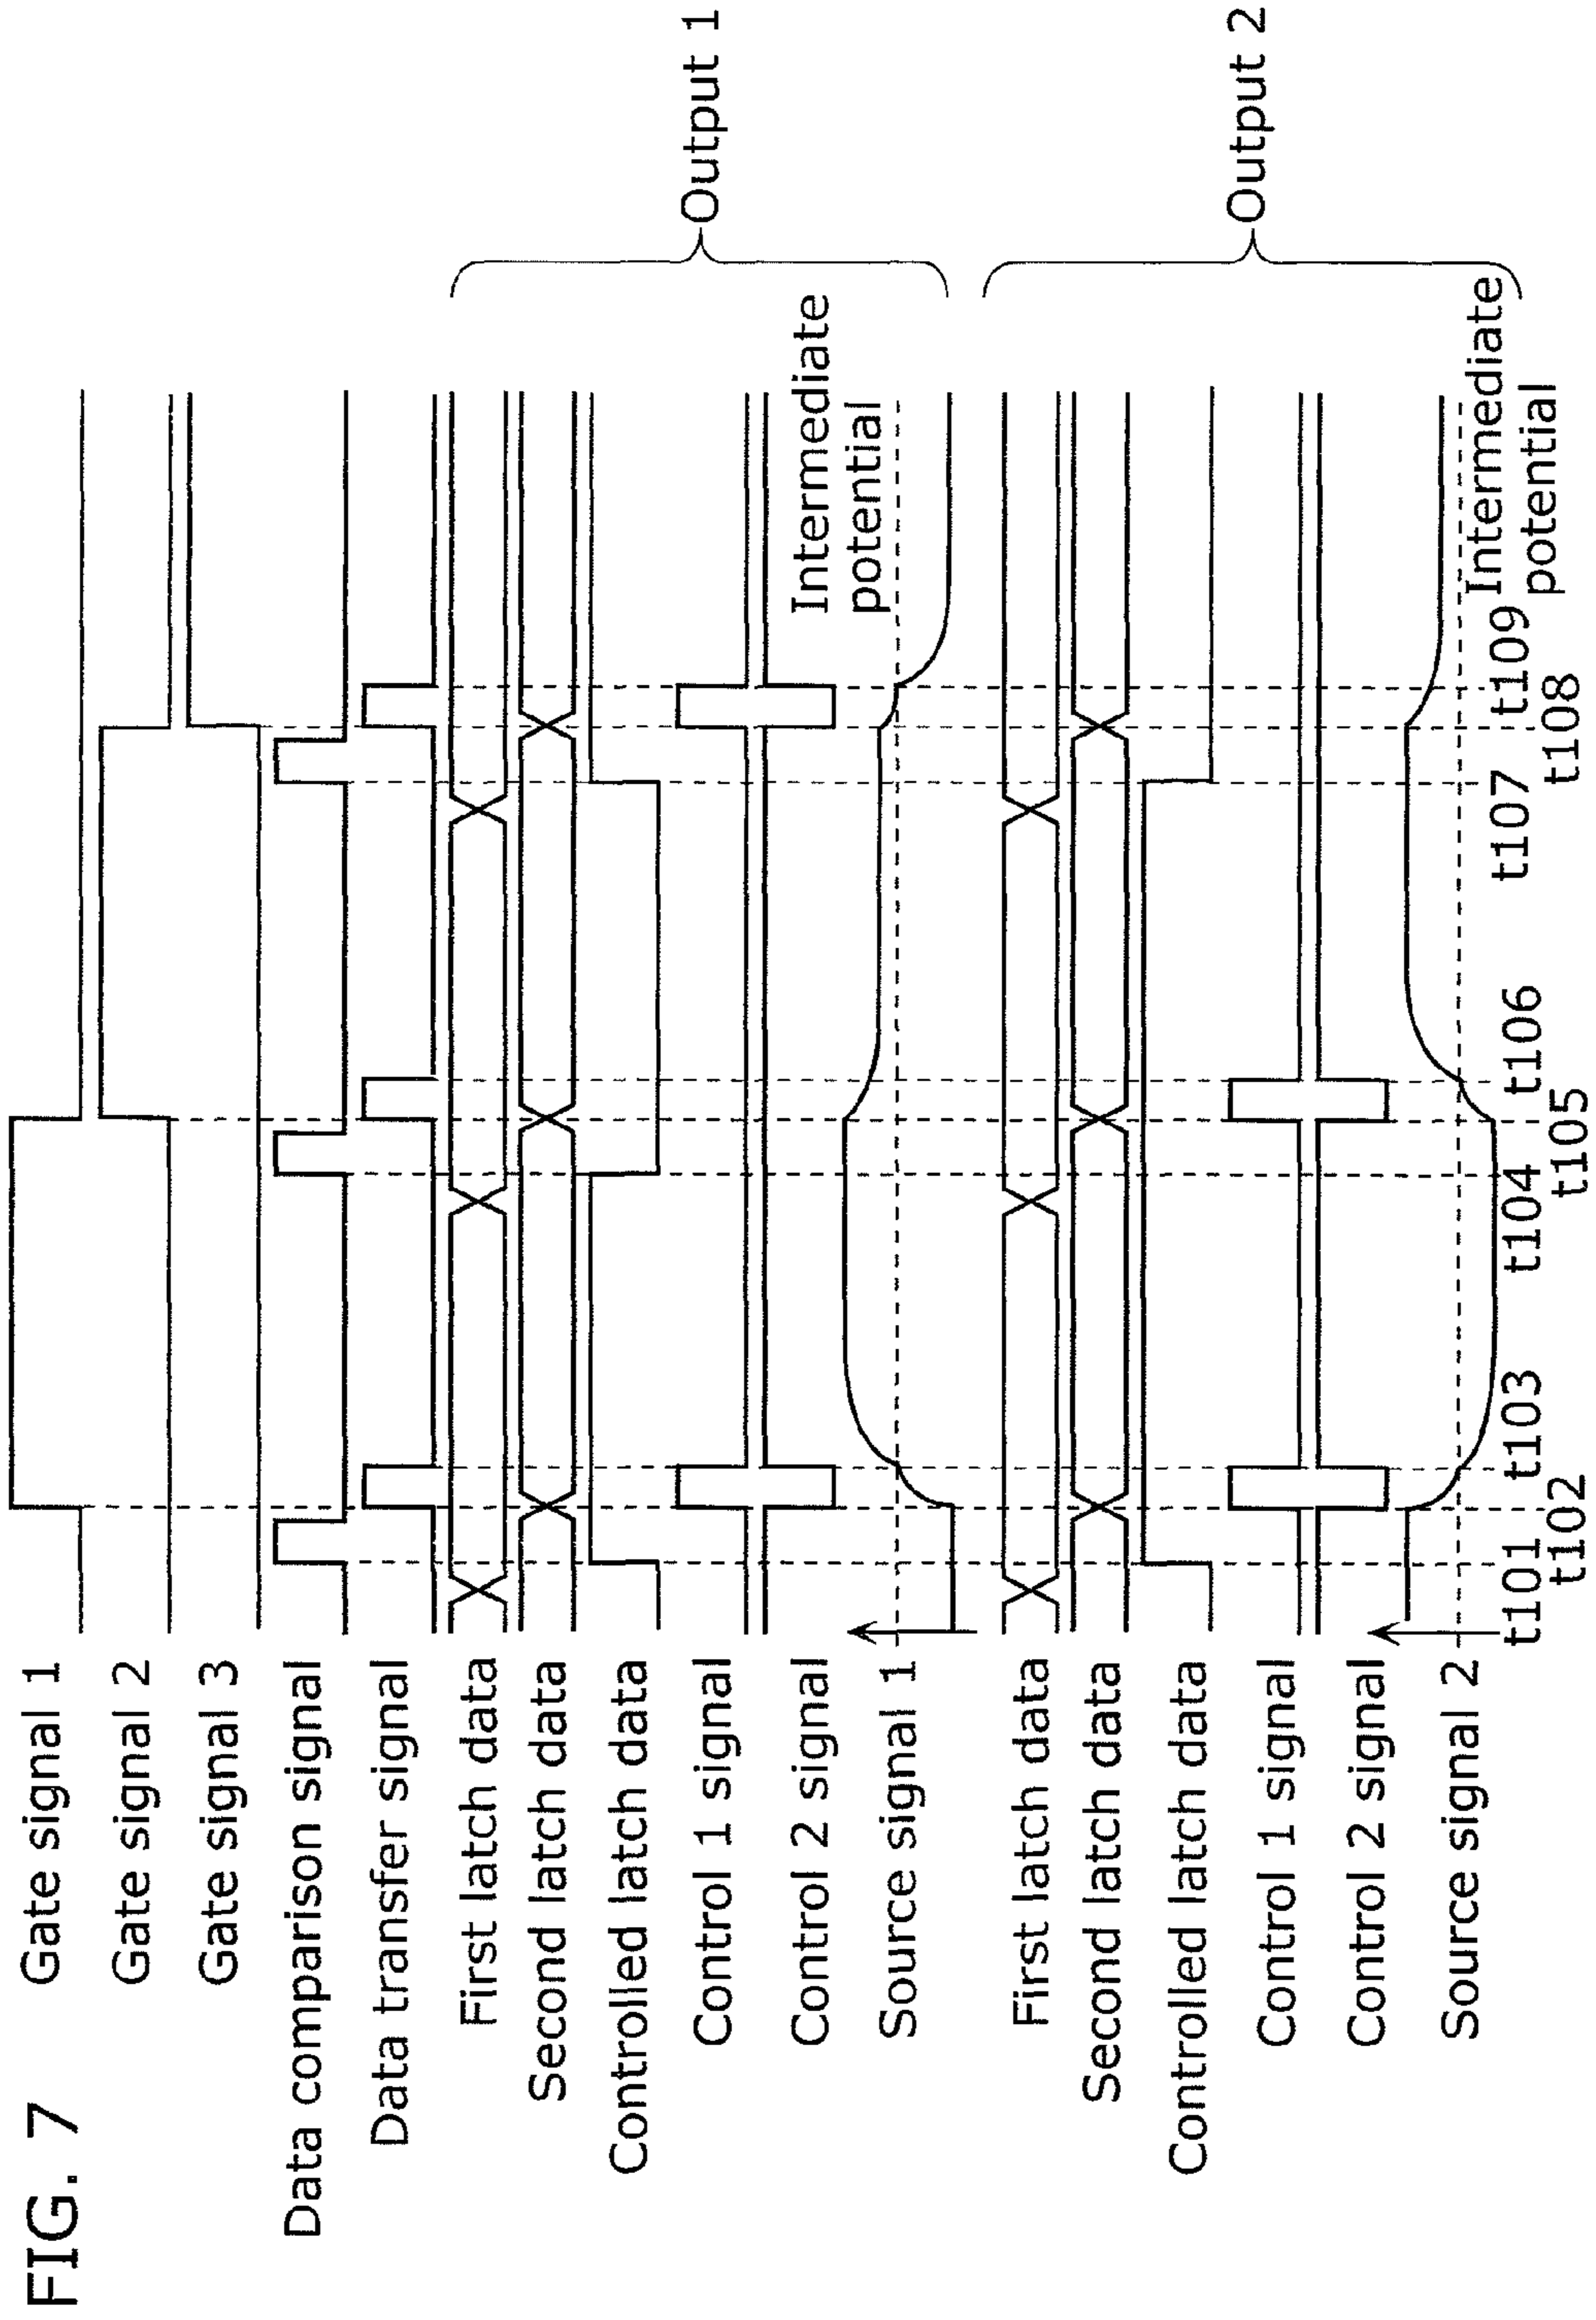 FIG. 7
Gate signal 1
Gate signal 2
Gate signal 3
Data comparison signal
Data transfer signal
First latch data
Second latch data
Controlled latch data
Control 1 signal
Control 2 signal
Source signal 1
Intermediate
potential
Output 1
First latch data
Second latch data
Controlled latch data
Control 1 signal
Control 2 signal
Source signal 2
Intermediate
potential
Output 2
t101 t103 t104 t106 t107 t109
t102 t105 t108